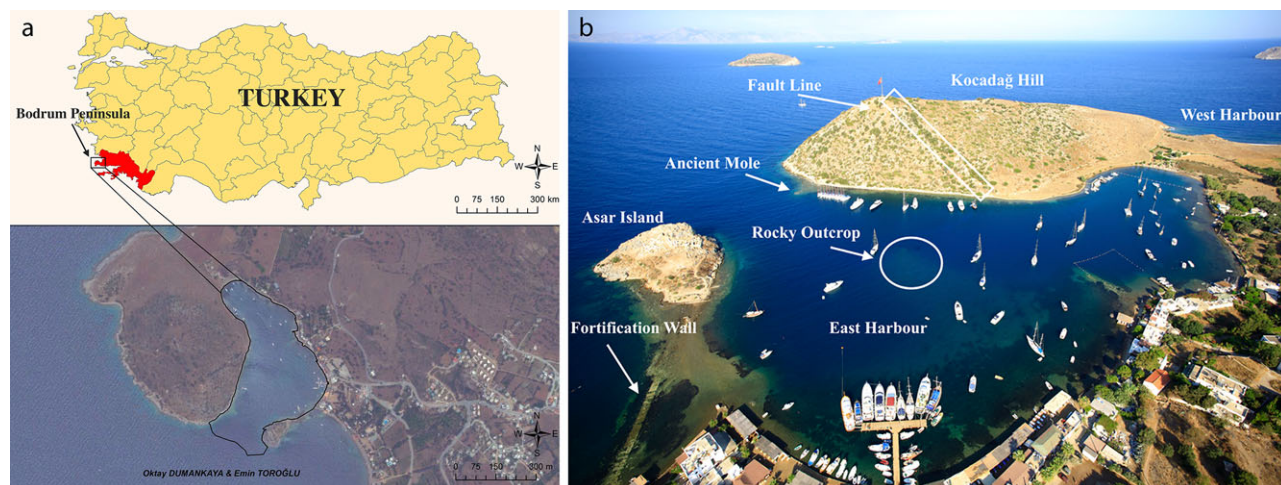 a
TURKEY
Bodrum Peninsula
N
W E
S
0 75 150 300 km
N
W E
S
Oktay DUMANKAYA & Emin TOROĞLU
0 75 150 300 m
b
Fault Line
Kocadağ Hill
West Harbour
Ancient Mole
Asar Island
Rocky Outcrop
Fortification Wall
East Harbour